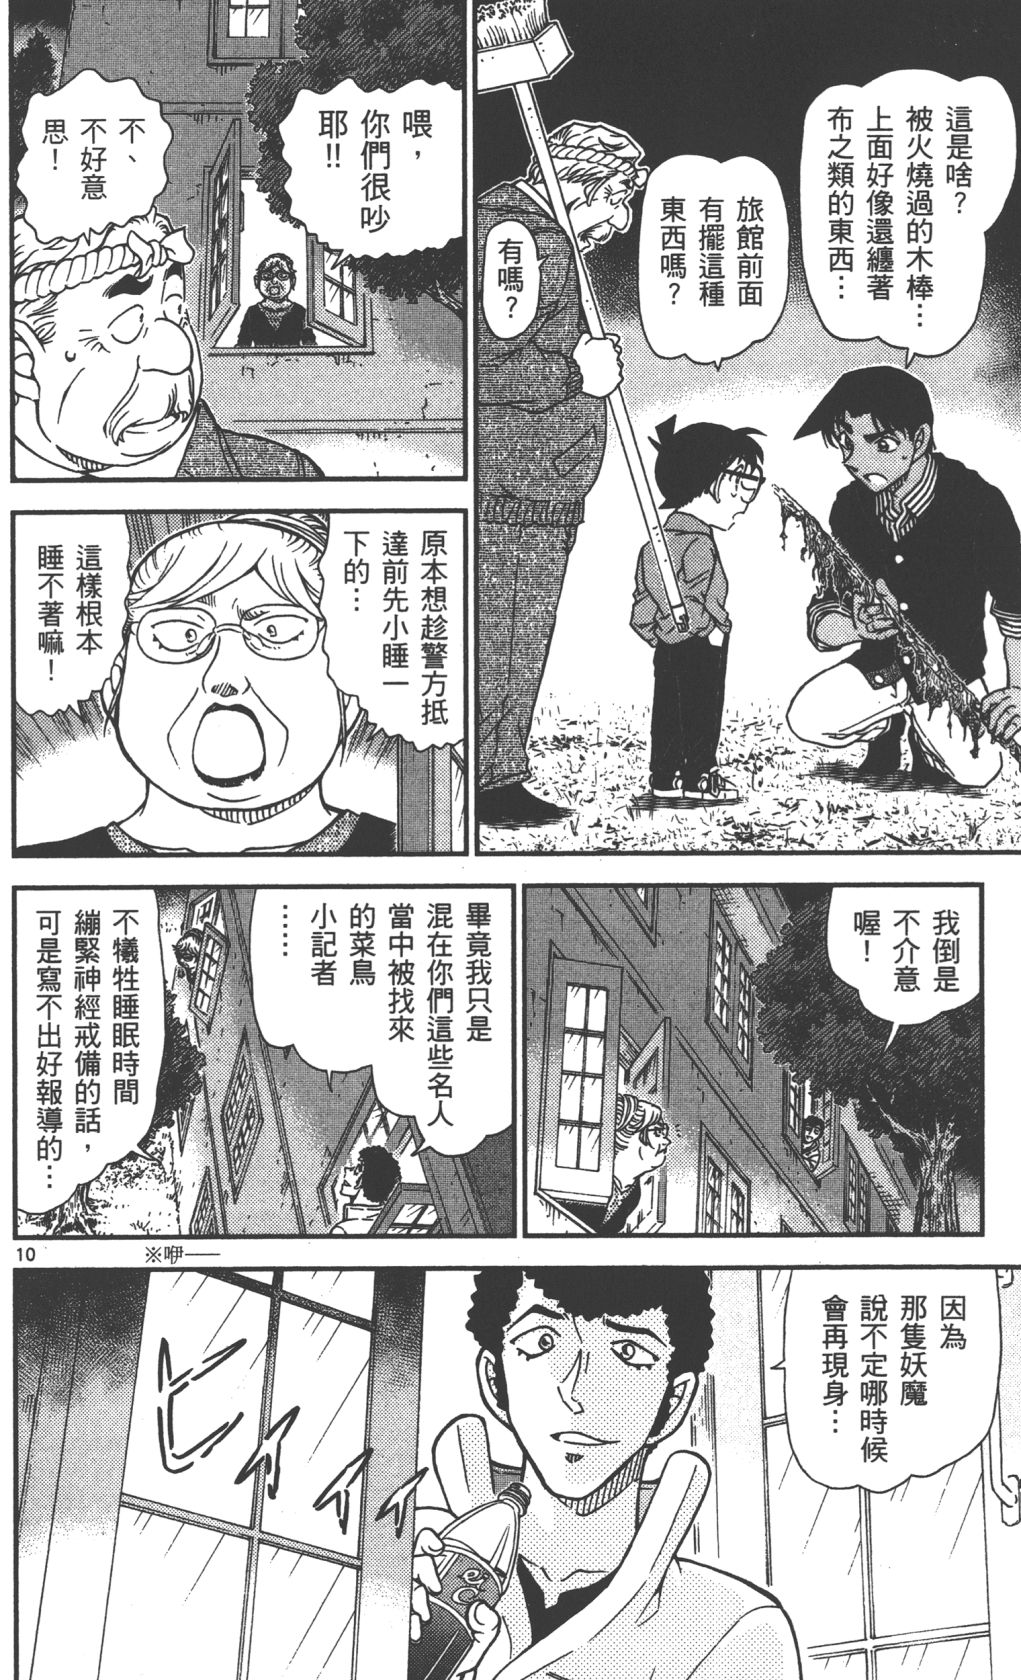 這是啥？
被火燒過的木棒…
上面好像還纏著
布之類的東西…
旅館前面
有擺這種
東西嗎？
有嗎？
喂，
你們很吵
耶!!
不、
不好意
思！
原本想趁警方抵
達前先小睡一
下的…
這樣根本
睡不著嘛！
我倒是
不介意
喔！
畢竟我只是
混在你們這些名人
當中被找來
的菜鳥
小記者
……
不犧牲睡眠時間
繃緊神經戒備的話，
可是寫不出好報導的…
10
※咿——
因為
那隻妖魔
說不定哪時候
會再現身…
ヒィィィ